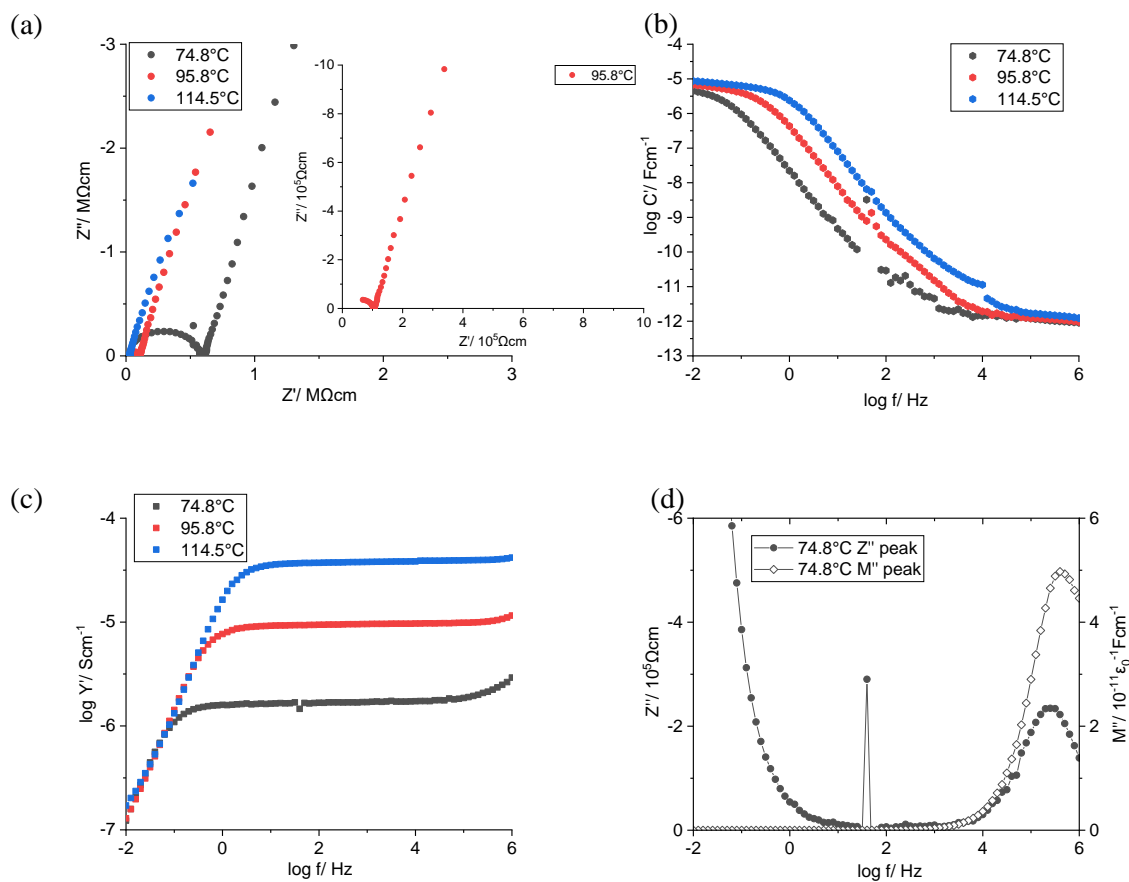 (a)
74.8°C
95.8°C
114.5°C
Z''/ MΩcm
-3
-2
-1
0
0
1
2
3
Z'/ MΩcm
95.8°C
Z''/ 10⁵Ωcm
-10
-8
-6
-4
-2
0
0
2
4
6
8
10
Z'/ 10⁵Ωcm
(b)
74.8°C
95.8°C
114.5°C
log C'/ Fcm⁻¹
-4
-5
-6
-7
-8
-9
-10
-11
-12
-13
-2
0
2
4
6
log f/ Hz
(c)
74.8°C
95.8°C
114.5°C
log Y'/ Scm⁻¹
-4
-5
-6
-7
-2
0
2
4
6
log f/ Hz
(d)
74.8°C Z'' peak
74.8°C M'' peak
Z''/ 10⁵Ωcm
-6
-4
-2
0
-2
0
2
4
6
log f/ Hz
6
5
4
3
2
1
0
M''/ 10⁻¹¹ε₀⁻¹Fcm⁻¹